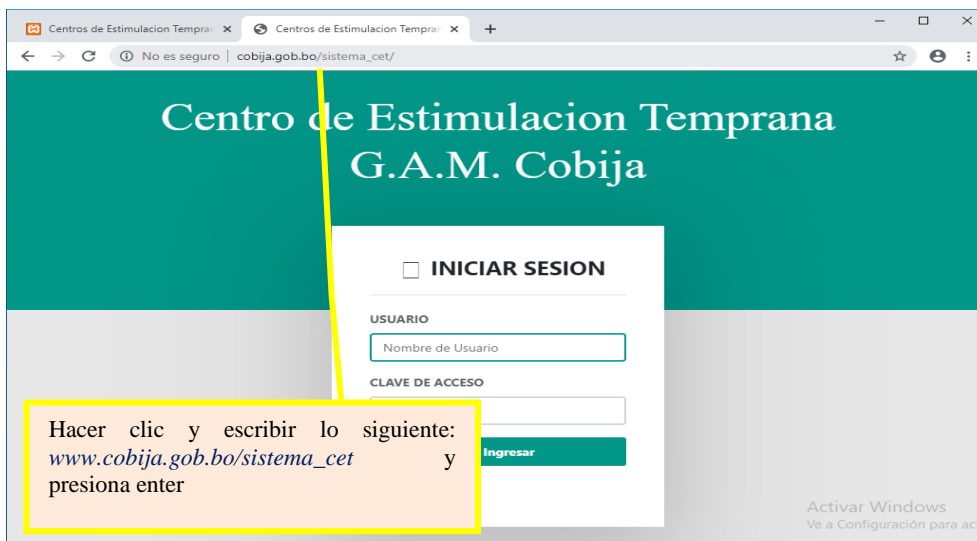 Centros de Estimulacion Tempra
Centros de Estimulacion Tempra
No es seguro | cobija.gob.bo/sistema_cet/
Centro de Estimulacion Temprana
G.A.M. Cobija
INICIAR SESION
USUARIO
Nombre de Usuario
CLAVE DE ACCESO
Ingresar
Hacer clic y escribir lo siguiente:
www.cobija.gob.bo/sistema_cet y
presiona enter
Activar Windows
Ve a Configuración para ac